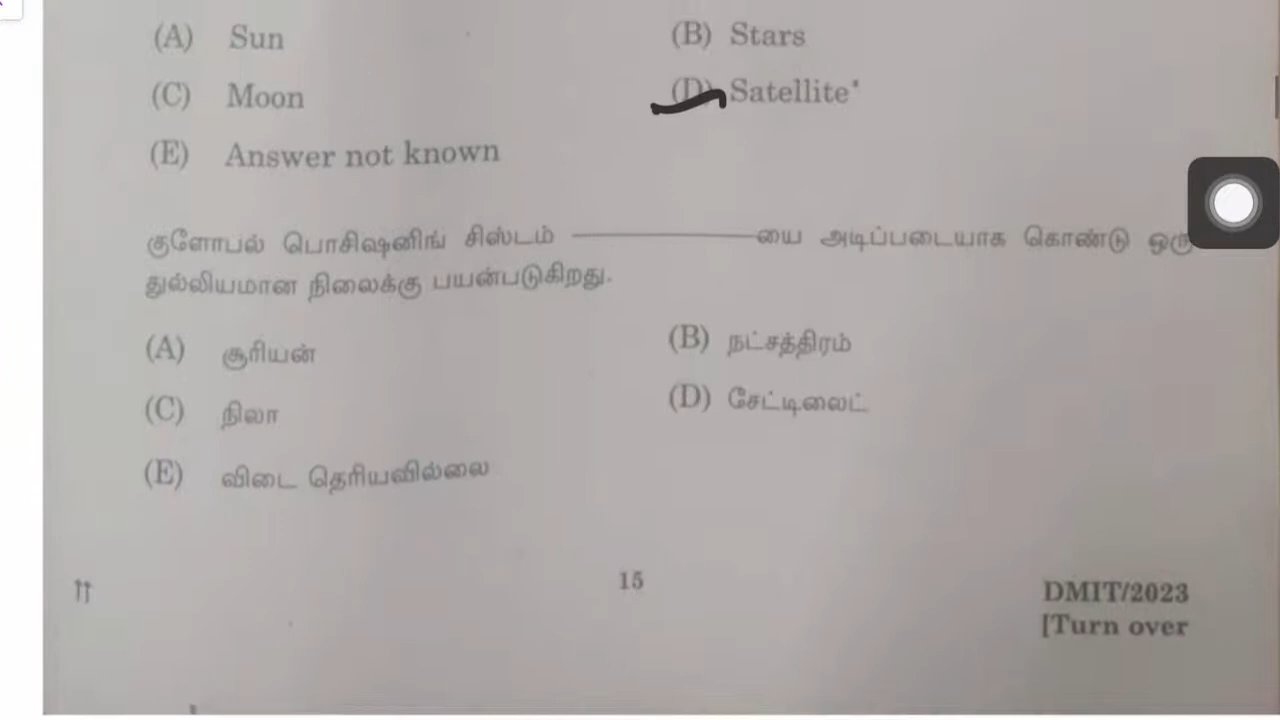 (A) Sun (B) Stars
(C) Moon (D) Satellite*
(E) Answer not known
குளோபல் பொசிஷனிங் சிஸ்டம் ————யை அடிப்படையாக கொண்டு ஒரு
துல்லியமான நிலைக்கு பயன்படுகிறது.
(A) சூரியன் (B) நட்சத்திரம்
(C) நிலா (D) சேட்டிலைட்
(E) விடை தெரியவில்லை
15
DMIT/2023
[Turn over